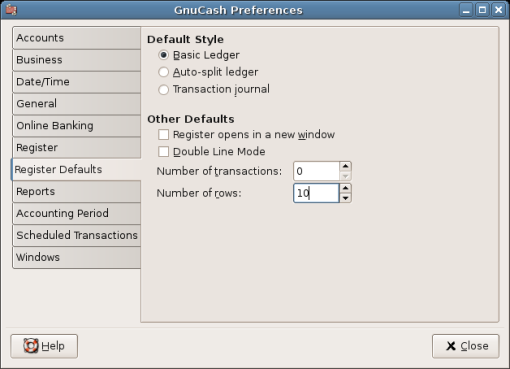 GnuCash Preferences
Accounts
Business
Date/Time
General
Online Banking
Register
Register Defaults
Reports
Accounting Period
Scheduled Transactions
Windows
Default Style
Basic Ledger
Auto-split ledger
Transaction journal
Other Defaults
Register opens in a new window
Double Line Mode
Number of transactions: 0
Number of rows: 10
Help
Close